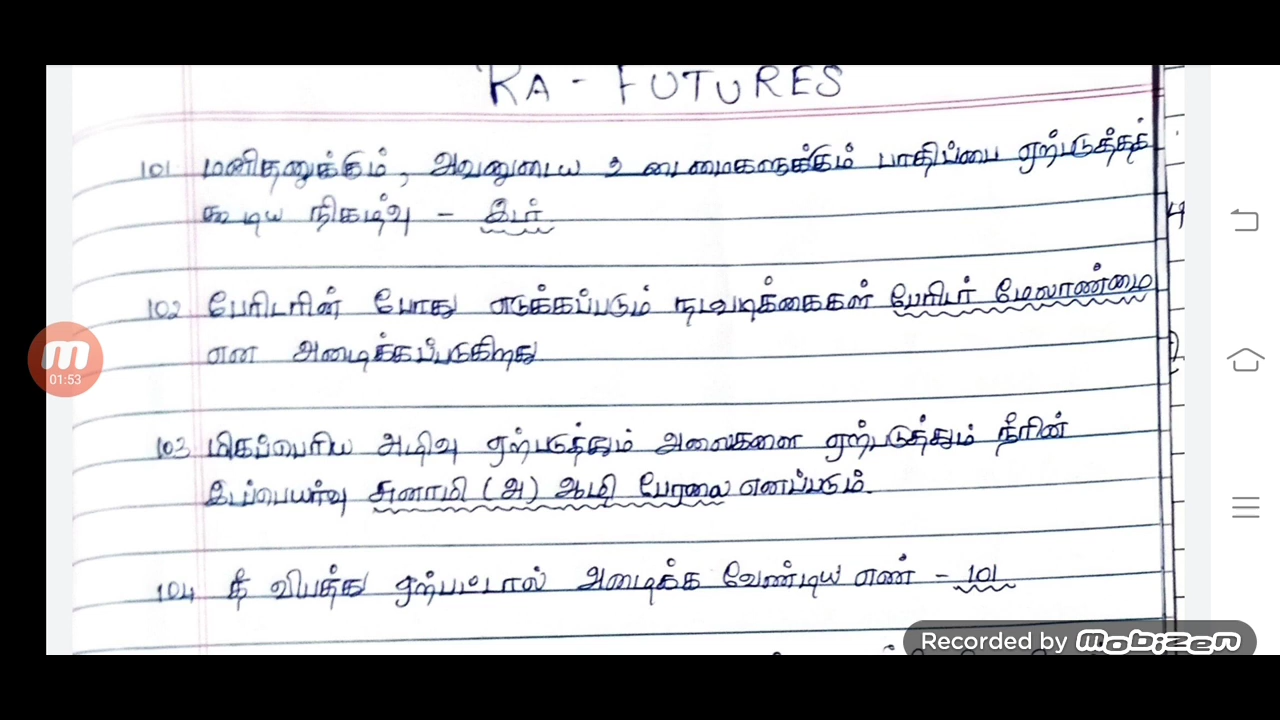 RA - FUTURES
101 மனிதனுக்கும், அவனுடைய உடைமைகளுக்கும் பாதிப்பை ஏற்படுத்தக்
கூடிய நிகழ்வு - இடர்.
102 பேரிடரின் போது எடுக்கப்படும் நடவடிக்கைகள் பேரிடர் மேலாண்மை
என அழைக்கப்படுகிறது
103 மிகப்பெரிய அழிவு ஏற்படுத்தும் அலைகளை ஏற்படுத்தும் நீரின்
இடப்பெயர்வு சுனாமி (அ) ஆழி பேரலை எனப்படும்.
104 தீ விபத்து ஏற்பட்டால் அழைக்க வேண்டிய எண் - 101
01:53
Recorded by MOBIZEN